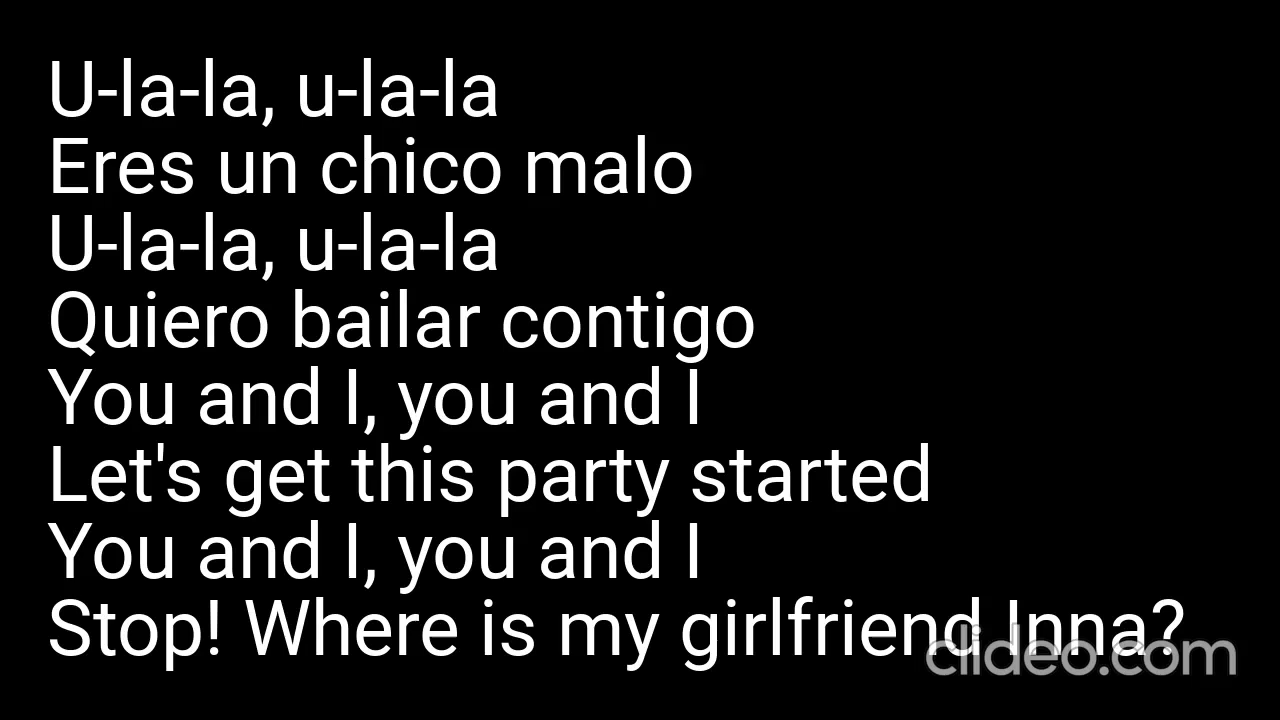 U-la-la, u-la-la
Eres un chico malo
U-la-la, u-la-la
Quiero bailar contigo
You and I, you and I
Let's get this party started
You and I, you and I
Stop! Where is my girlfriend Inna?
clideo.com